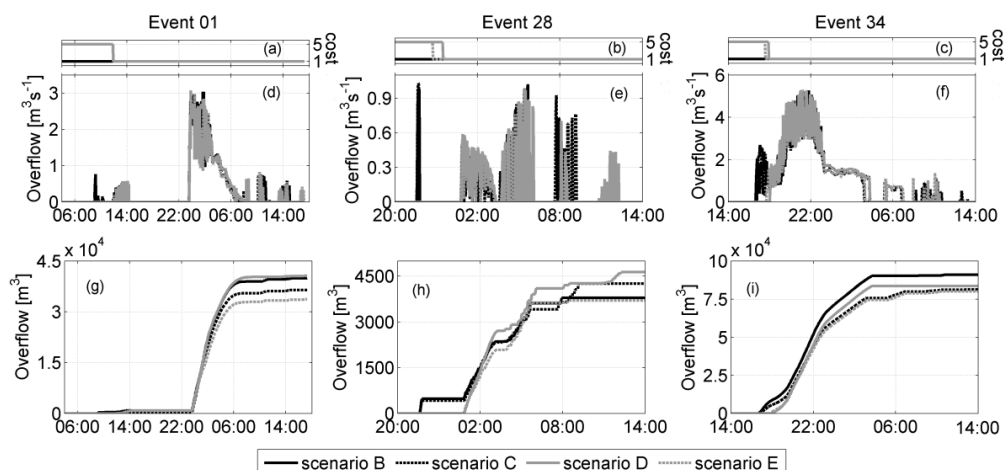 Event 01 Event 28 Event 34
(a) 5 1 cost (b) 5 1 cost (c) 5 1 cost
Overflow [m³s⁻¹] 3 2 1 0 (d)
06:00 14:00 22:00 06:00 14:00
Overflow [m³s⁻¹] 0.9 0.6 0.3 0 (e)
20:00 02:00 08:00 14:00
Overflow [m³s⁻¹] 6 4 2 0 (f)
14:00 22:00 06:00 14:00
x 10⁴
Overflow [m³] 4.5 3 1.5 0 (g)
06:00 14:00 22:00 06:00 14:00
Overflow [m³] 4500 3000 1500 0 (h)
20:00 02:00 08:00 14:00
x 10⁴
Overflow [m³] 10 7.5 5 2.5 0 (i)
14:00 22:00 06:00 14:00
scenario B scenario C scenario D scenario E